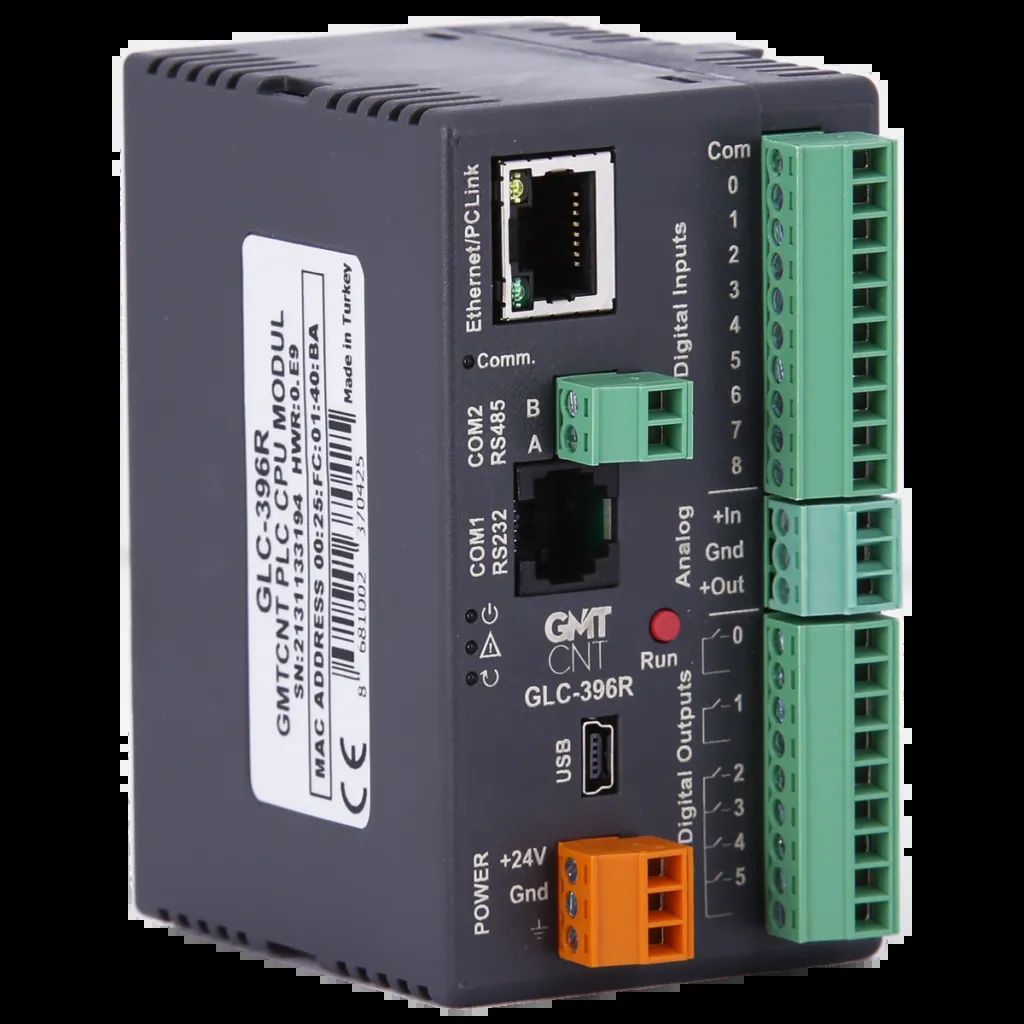 GLC-396R
GMTCNT PLC CPU MODUL
SN:2131133194 HWR:0.E9
MAC ADDRESS 00:25:FC:01:40:BA
8 681002 370425
Made in Turkey
CE
Ethernet/PCLink
Comm.
COM2
RS485
B
A
COM1
RS232
GMT
CNT
GLC-396R
Run
USB
POWER
+24V
Gnd
Digital Inputs
Com
0
1
2
3
4
5
6
7
8
Analog
+In
Gnd
+Out
Digital Outputs
0
1
2
3
4
5